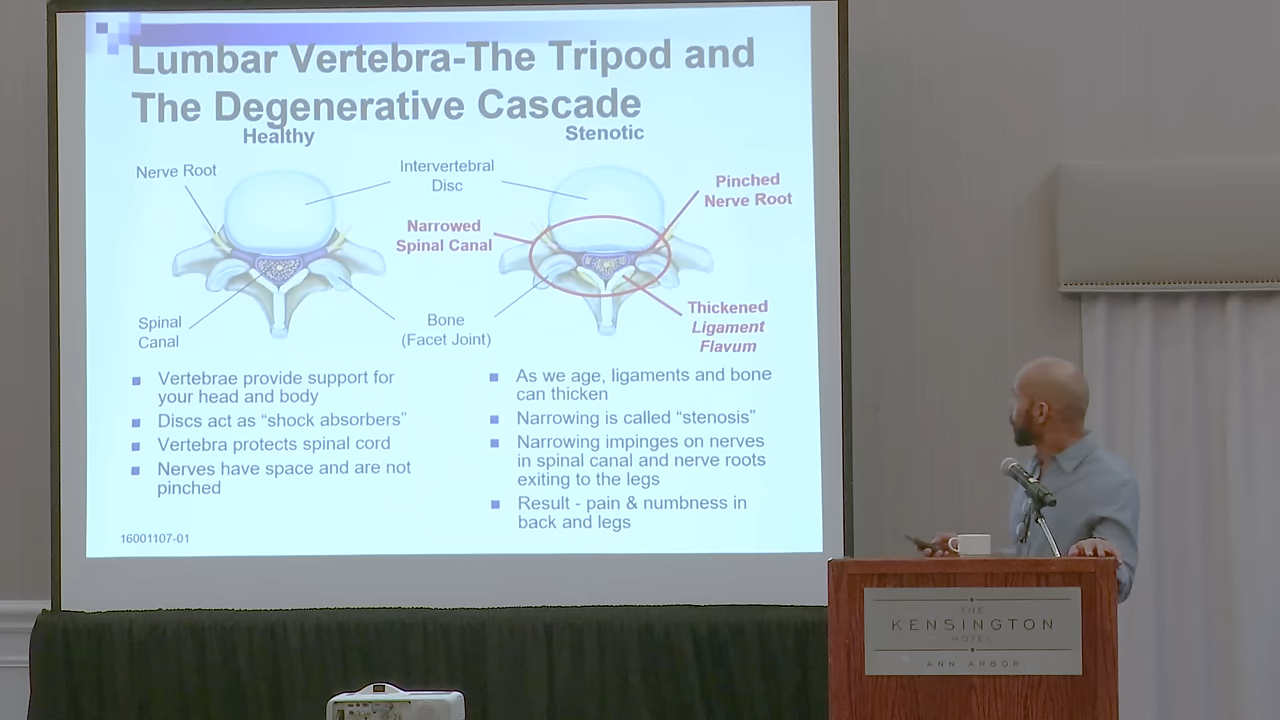 Lumbar Vertebra-The Tripod and
The Degenerative Cascade
Healthy
Stenotic
Nerve Root
Intervertebral
Disc
Pinched
Nerve Root
Narrowed
Spinal Canal
Spinal
Canal
Bone
(Facet Joint)
Thickened
Ligament
Flavum
Vertebrae provide support for
your head and body
Discs act as “shock absorbers”
Vertebra protects spinal cord
Nerves have space and are not
pinched
As we age, ligaments and bone
can thicken
Narrowing is called “stenosis”
Narrowing impinges on nerves
in spinal canal and nerve roots
exiting to the legs
Result - pain & numbness in
back and legs
16001107-01
THE
KENSINGTON
HOTEL
ANN ARBOR